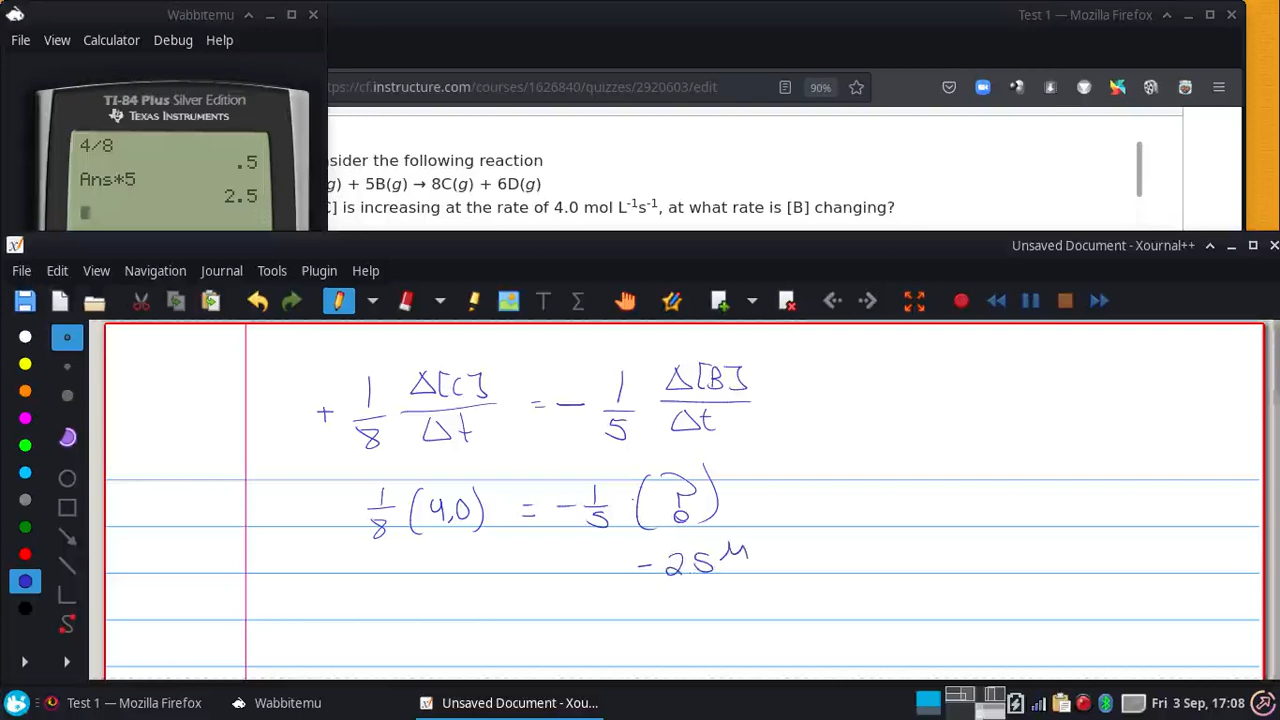 Wabbitemu
Test 1 — Mozilla Firefox
File View Calculator Debug Help
tps://cf.instructure.com/courses/1626840/quizzes/2920603/edit
90%
TI-84 Plus Silver Edition
TEXAS INSTRUMENTS
4/8
.5
Ans*5
2.5
sider the following reaction
g) + 5B(g) → 8C(g) + 6D(g)
C] is increasing at the rate of 4.0 mol L⁻¹s⁻¹, at what rate is [B] changing?
Unsaved Document - Xournal++
File Edit View Navigation Journal Tools Plugin Help
+ 1/8 Δ[C]/Δt = - 1/5 Δ[B]/Δt
1/8 (4.0) = - 1/5 (?)
- 2.5 M
Test 1 — Mozilla Firefox
Wabbitemu
Unsaved Document - Xou...
Fri 3 Sep, 17:08